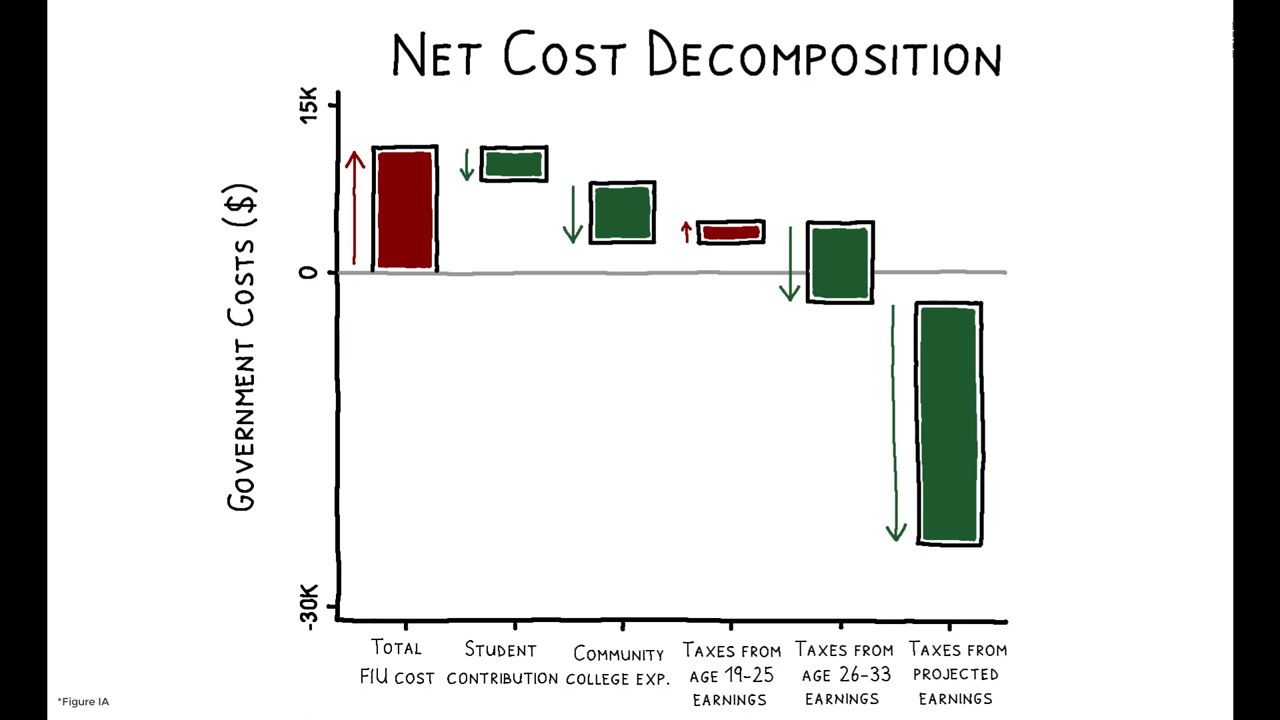 NET COST DECOMPOSITION
GOVERNMENT COSTS ($)
15K
0
-30K
TOTAL
FIU COST
STUDENT
CONTRIBUTION
COMMUNITY
COLLEGE EXP.
TAXES FROM
AGE 19-25
EARNINGS
TAXES FROM
AGE 26-33
EARNINGS
TAXES FROM
PROJECTED
EARNINGS
*Figure IA